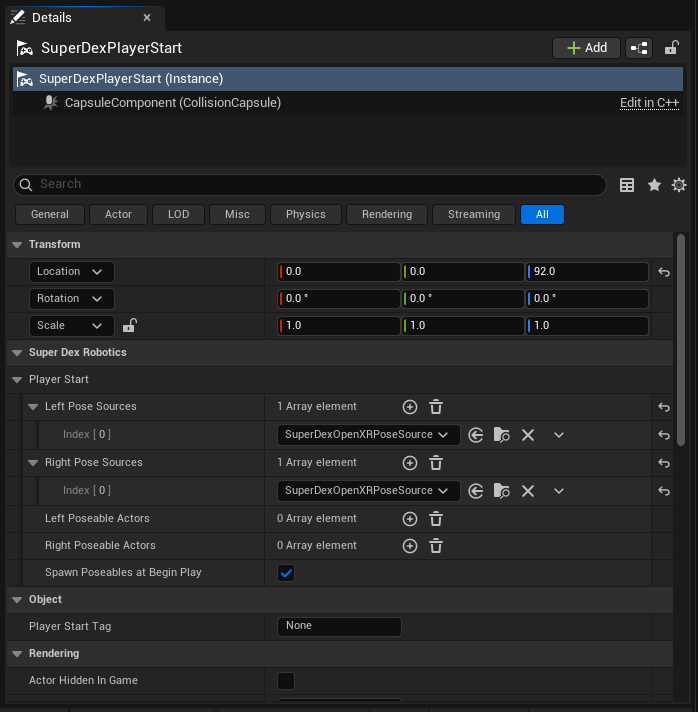 Details
SuperDexPlayerStart
Add
SuperDexPlayerStart (Instance)
CapsuleComponent (CollisionCapsule) Edit in C++
Search
General Actor LOD Misc Physics Rendering Streaming All
Transform
Location 0.0 0.0 92.0
Rotation 0.0 ° 0.0 ° 0.0 °
Scale 1.0 1.0 1.0
Super Dex Robotics
Player Start
Left Pose Sources 1 Array element
Index [ 0 ] SuperDexOpenXRPoseSource
Right Pose Sources 1 Array element
Index [ 0 ] SuperDexOpenXRPoseSource
Left Poseable Actors 0 Array element
Right Poseable Actors 0 Array element
Spawn Poseables at Begin Play
Object
Player Start Tag None
Rendering
Actor Hidden In Game